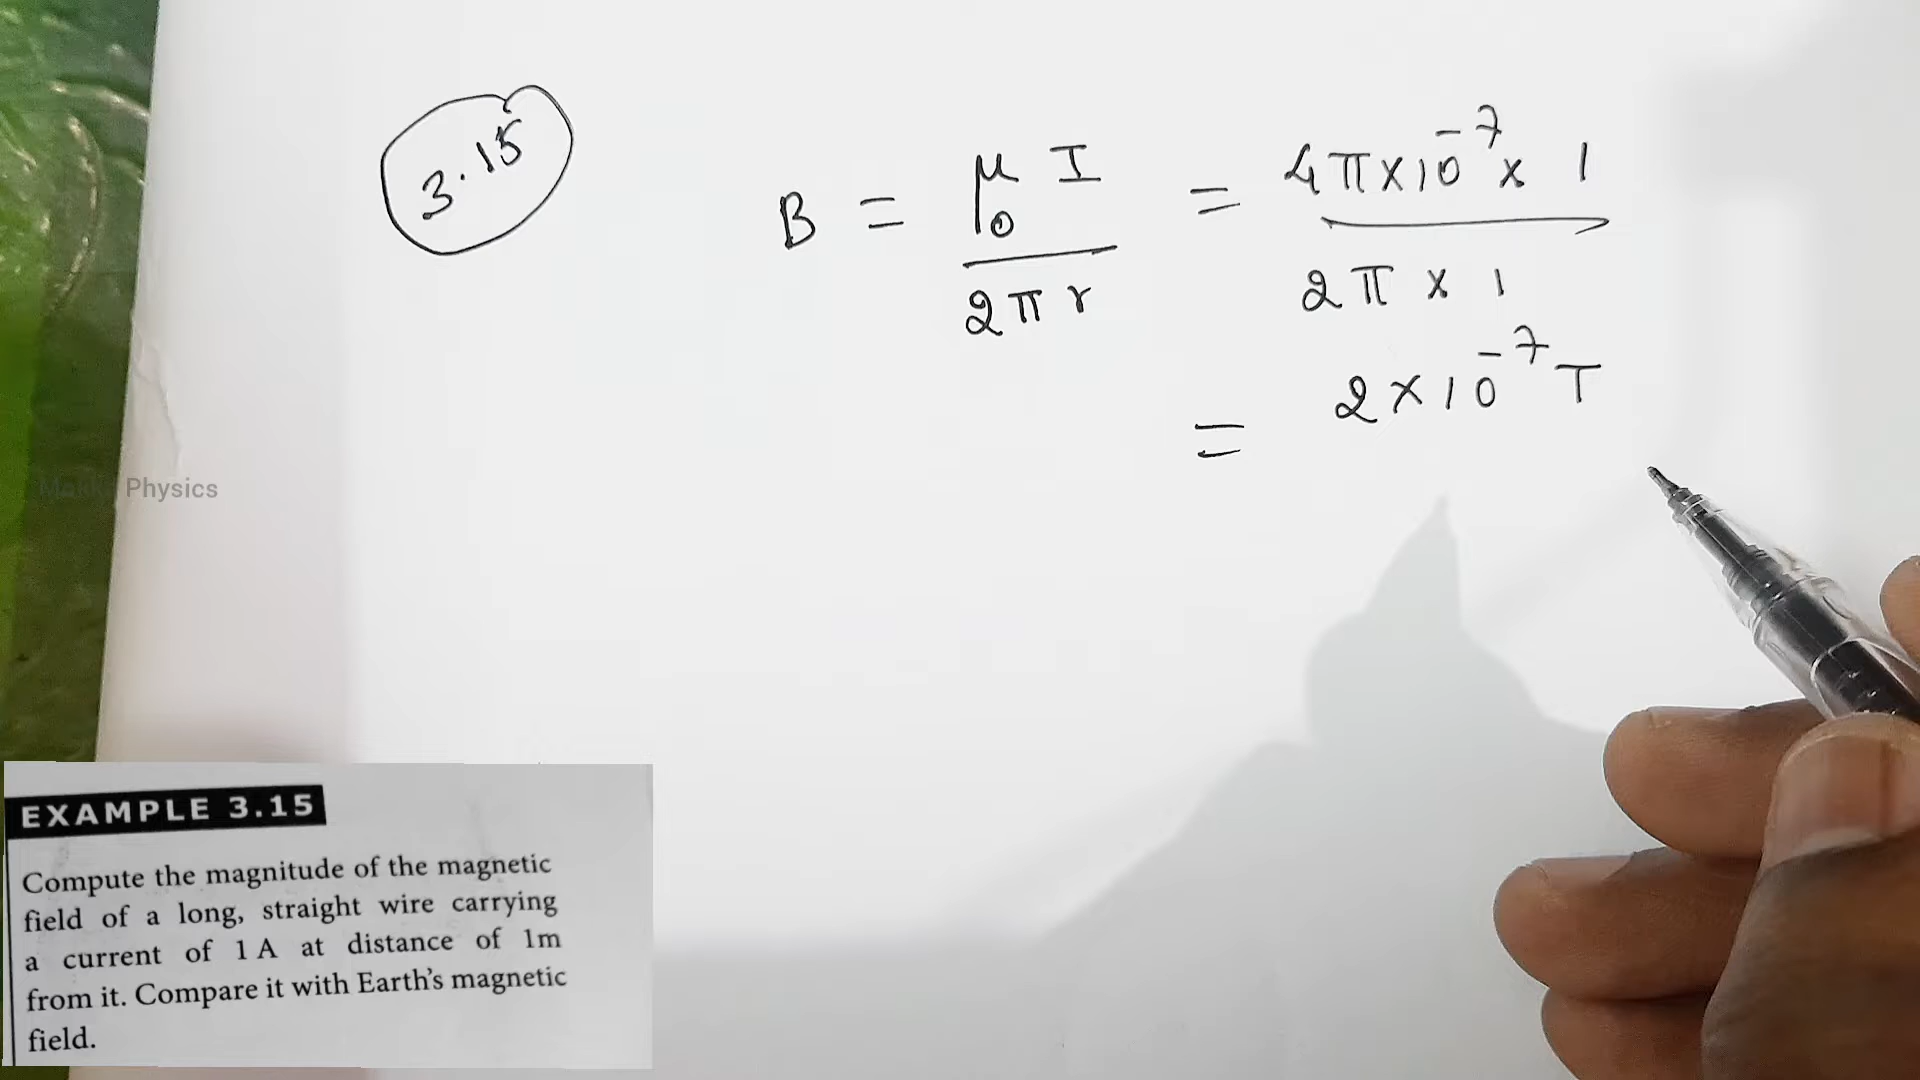 3.15
B = μ₀ I / 2π r = 4π×10⁻⁷ × 1 / 2π × 1
= 2×10⁻⁷ T
Physics
EXAMPLE 3.15
Compute the magnitude of the magnetic
field of a long, straight wire carrying
a current of 1 A at distance of 1m
from it. Compare it with Earth's magnetic
field.